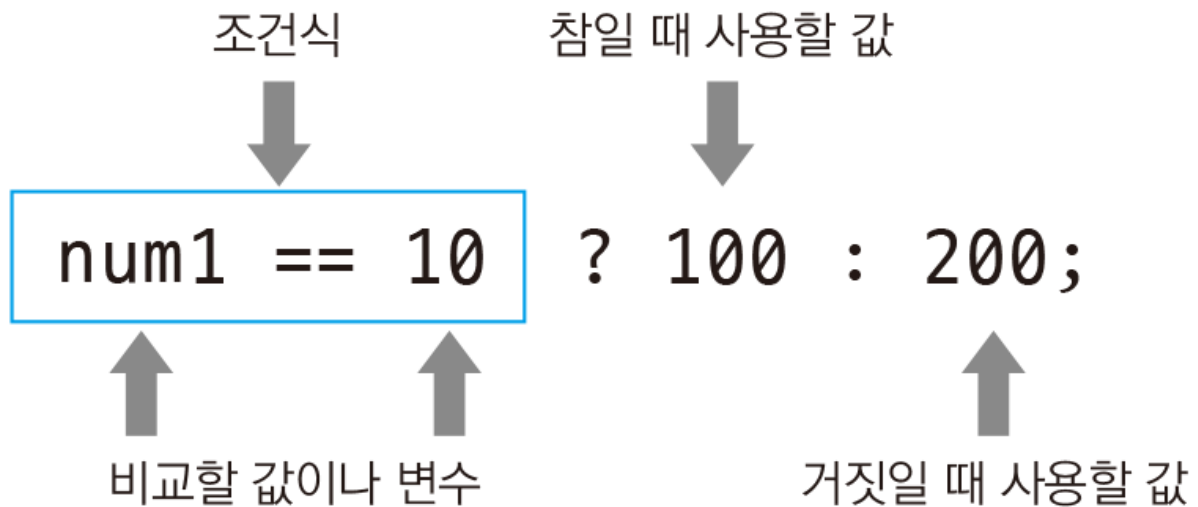 조건식 참일 때 사용할 값
num1 == 10 ? 100 : 200;
비교할 값이나 변수 거짓일 때 사용할 값